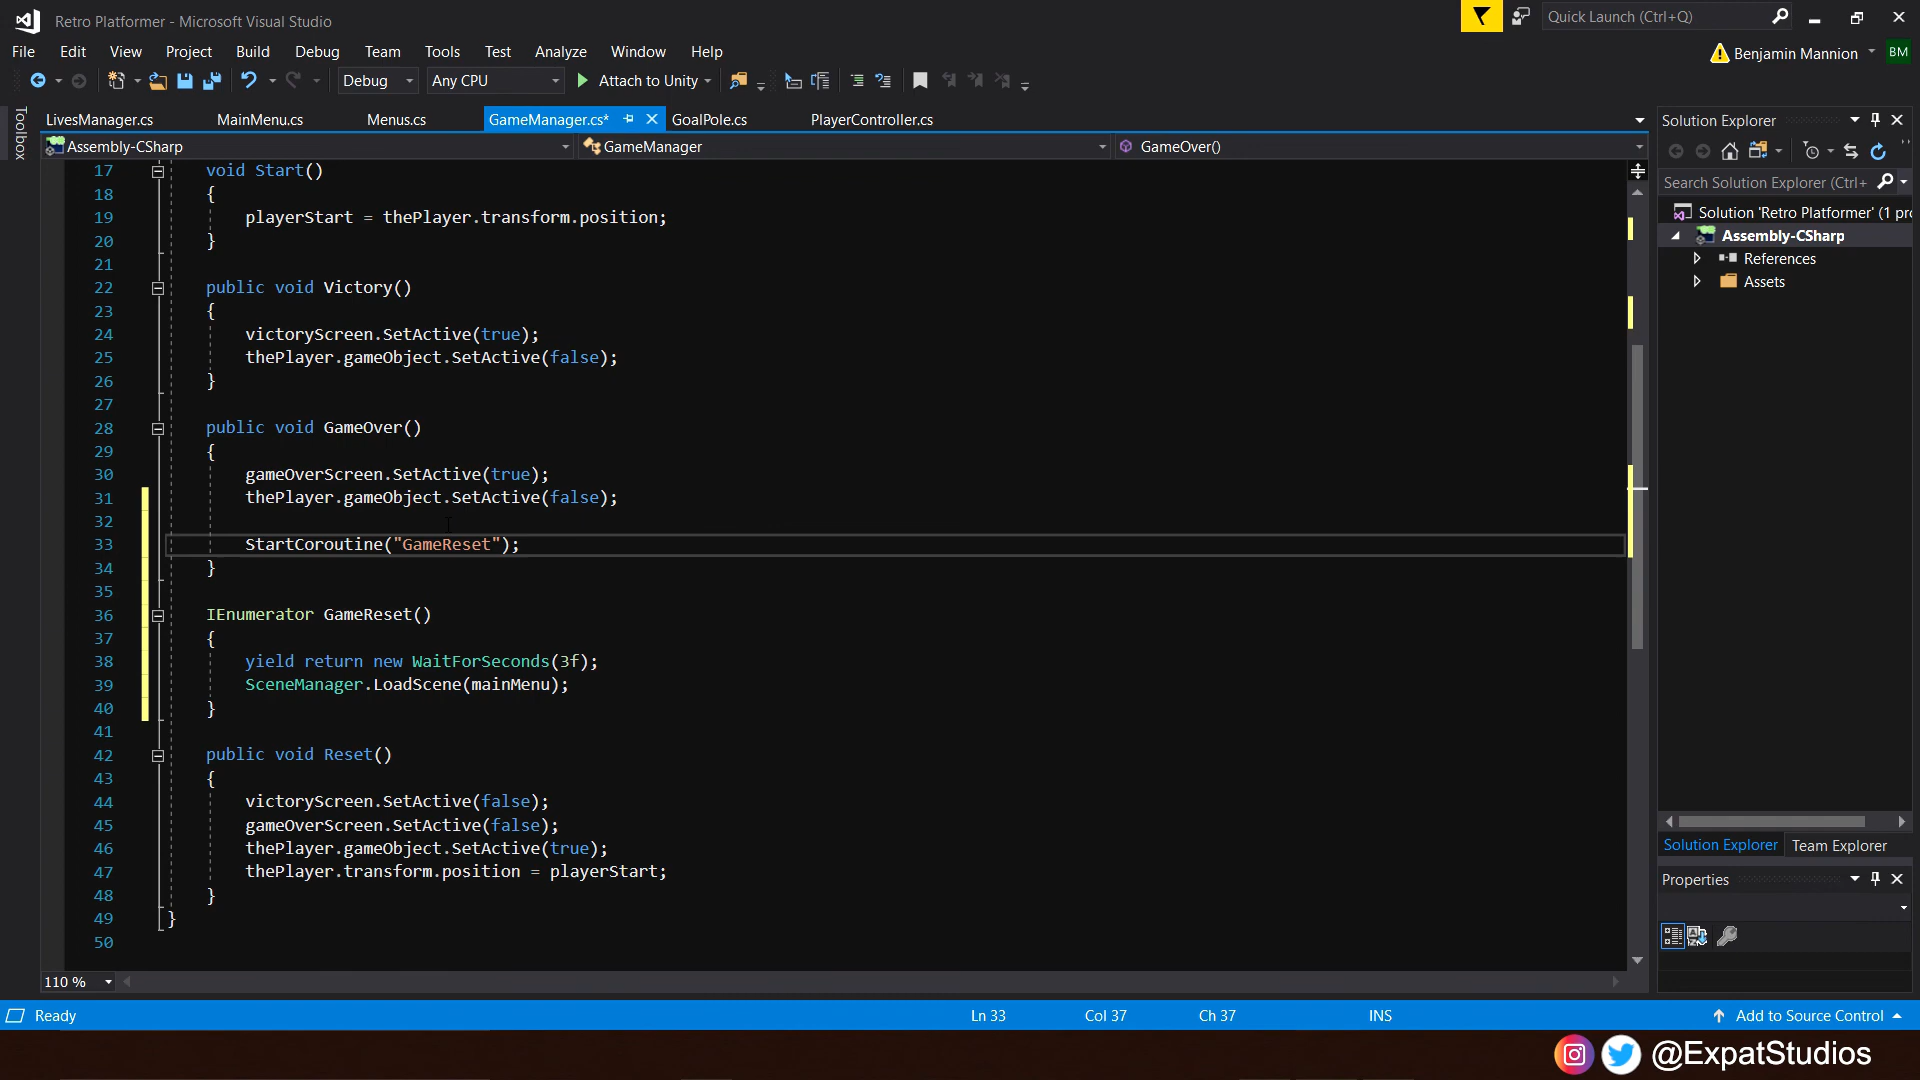 Retro Platformer - Microsoft Visual Studio
Quick Launch (Ctrl+Q)
File Edit View Project Build Debug Team Tools Test Analyze Window Help
Benjamin Mannion BM
Debug Any CPU Attach to Unity
Toolbox
LivesManager.cs MainMenu.cs Menus.cs GameManager.cs* GoalPole.cs PlayerController.cs
Assembly-CSharp GameManager GameOver()
17 void Start()
18 {
19 playerStart = thePlayer.transform.position;
20 }
21
22 public void Victory()
23 {
24 victoryScreen.SetActive(true);
25 thePlayer.gameObject.SetActive(false);
26 }
27
28 public void GameOver()
29 {
30 gameOverScreen.SetActive(true);
31 thePlayer.gameObject.SetActive(false);
32
33 StartCoroutine("GameReset");
34 }
35
36 IEnumerator GameReset()
37 {
38 yield return new WaitForSeconds(3f);
39 SceneManager.LoadScene(mainMenu);
40 }
41
42 public void Reset()
43 {
44 victoryScreen.SetActive(false);
45 gameOverScreen.SetActive(false);
46 thePlayer.gameObject.SetActive(true);
47 thePlayer.transform.position = playerStart;
48 }
49 }
50
110 %
Solution Explorer
Search Solution Explorer (Ctrl+
Solution 'Retro Platformer' (1 pro
Assembly-CSharp
References
Assets
Solution Explorer Team Explorer
Properties
Ready Ln 33 Col 37 Ch 37 INS Add to Source Control
@ExpatStudios